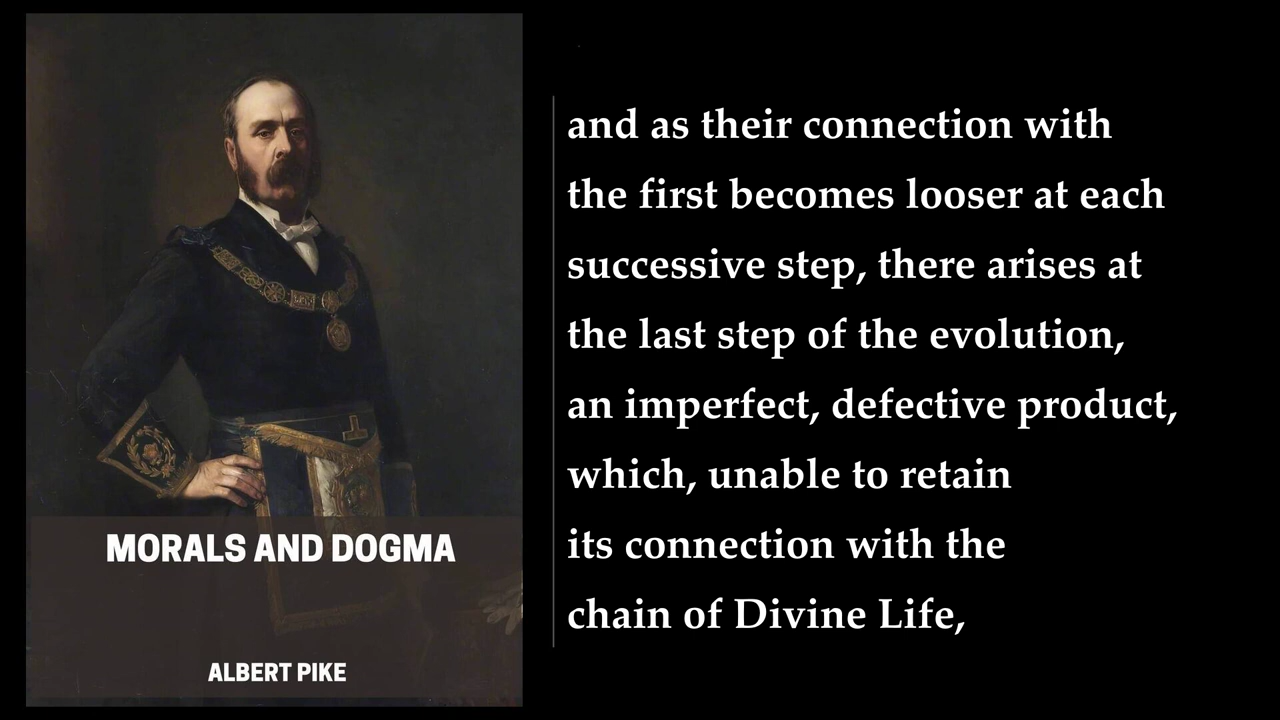 MORALS AND DOGMA
ALBERT PIKE
and as their connection with
the first becomes looser at each
successive step, there arises at
the last step of the evolution,
an imperfect, defective product,
which, unable to retain
its connection with the
chain of Divine Life,